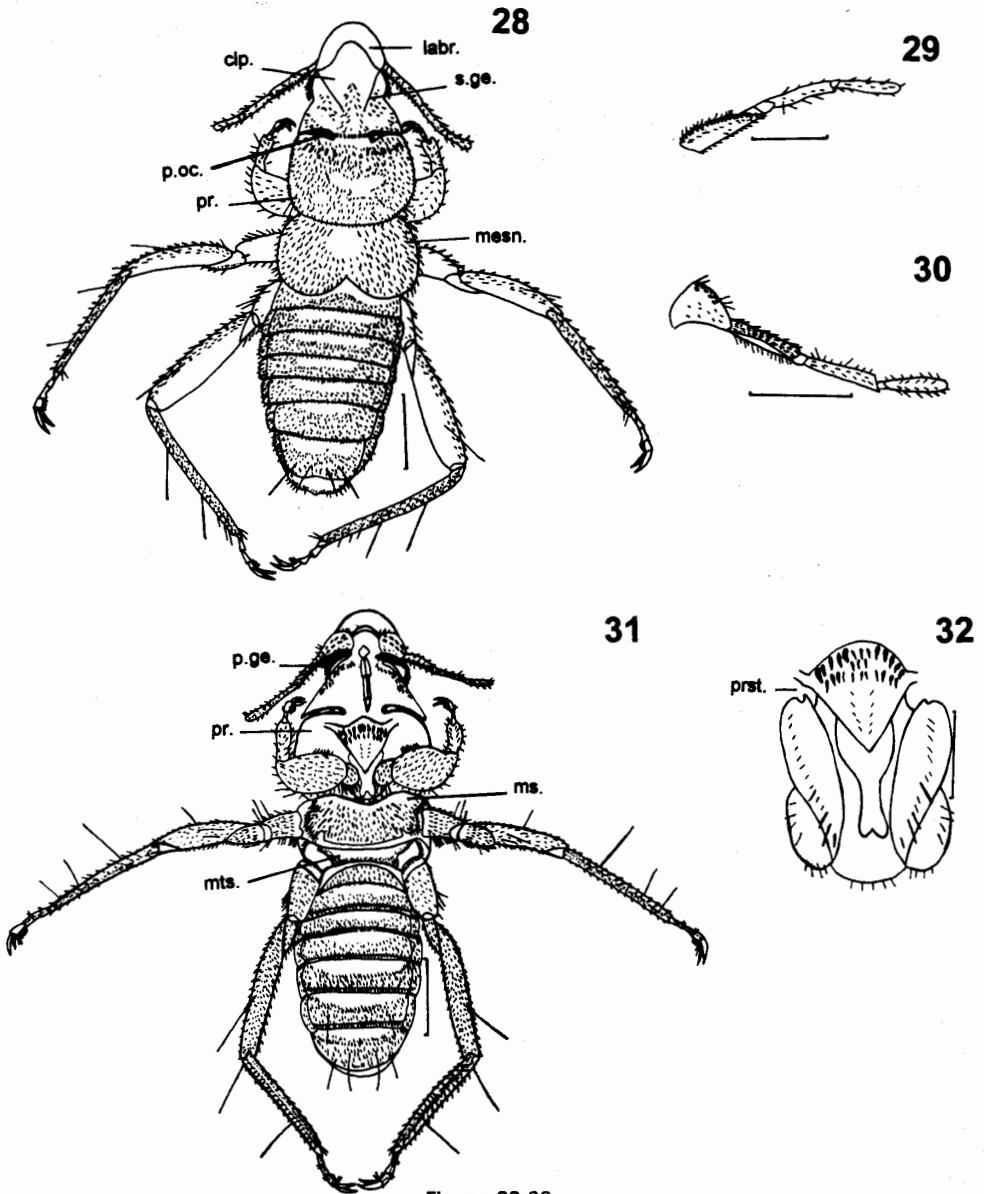 28
labr.
clp.
s.ge.
p.oc.
pr.
mesn.
29
30
31
p.ge.
pr.
ms.
mts.
32
prst.